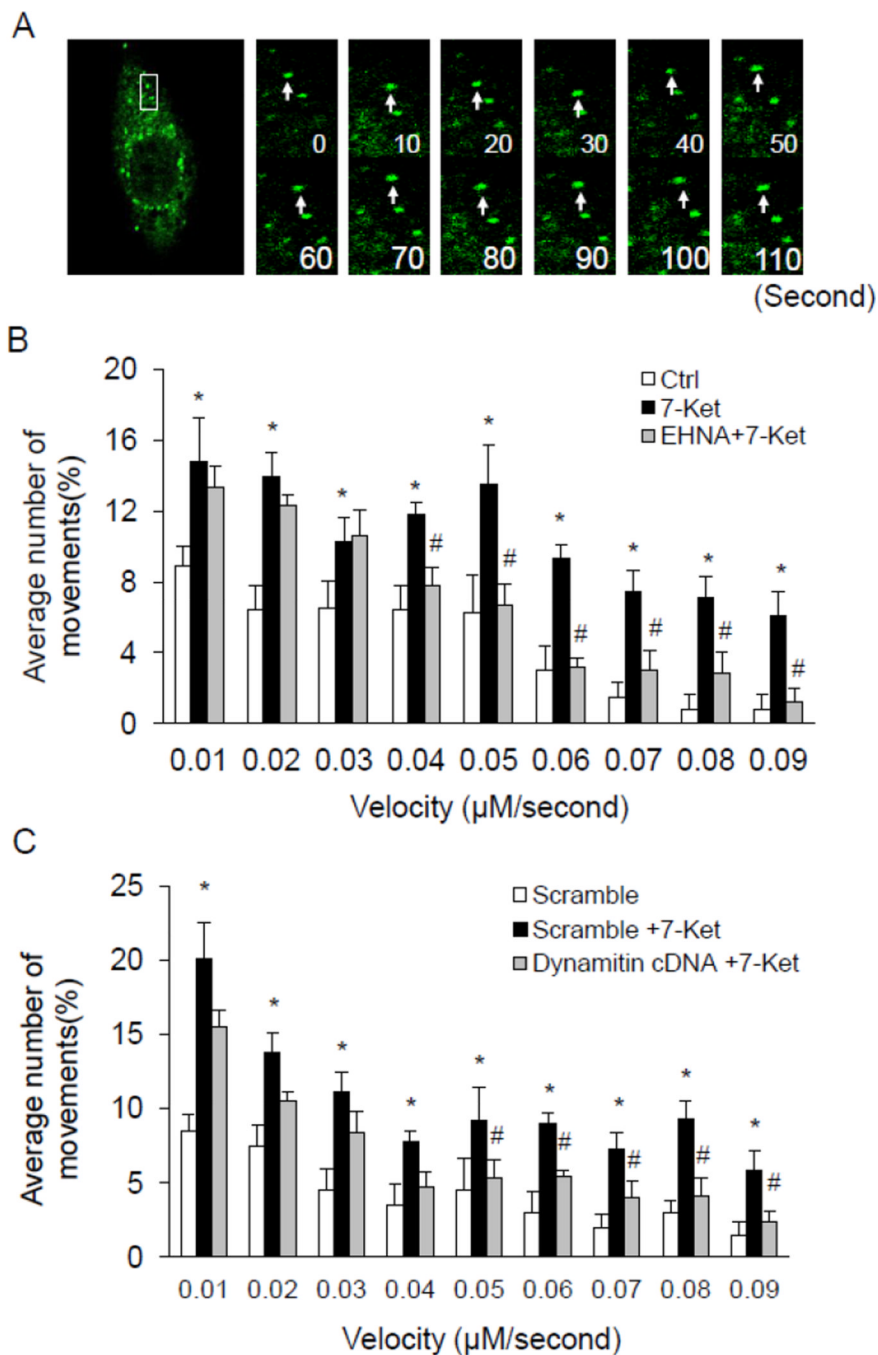 A
0 10 20 30 40 50
60 70 80 90 100 110
(Second)
B
Average number of
movements(%)
20
16
12
8
4
0
Ctrl
7-Ket
EHNA+7-Ket
* * * * * * * * *
# # # # # #
0.01 0.02 0.03 0.04 0.05 0.06 0.07 0.08 0.09
Velocity (µM/second)
C
Average number of
movements(%)
25
20
15
10
5
0
Scramble
Scramble +7-Ket
Dynamitin cDNA +7-Ket
* * * * * * * * *
# # # # #
0.01 0.02 0.03 0.04 0.05 0.06 0.07 0.08 0.09
Velocity (µM/second)